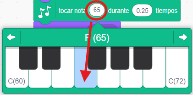 tocar nota 65 durante 0.25 tiempos
F (65)
C(60) C(72)